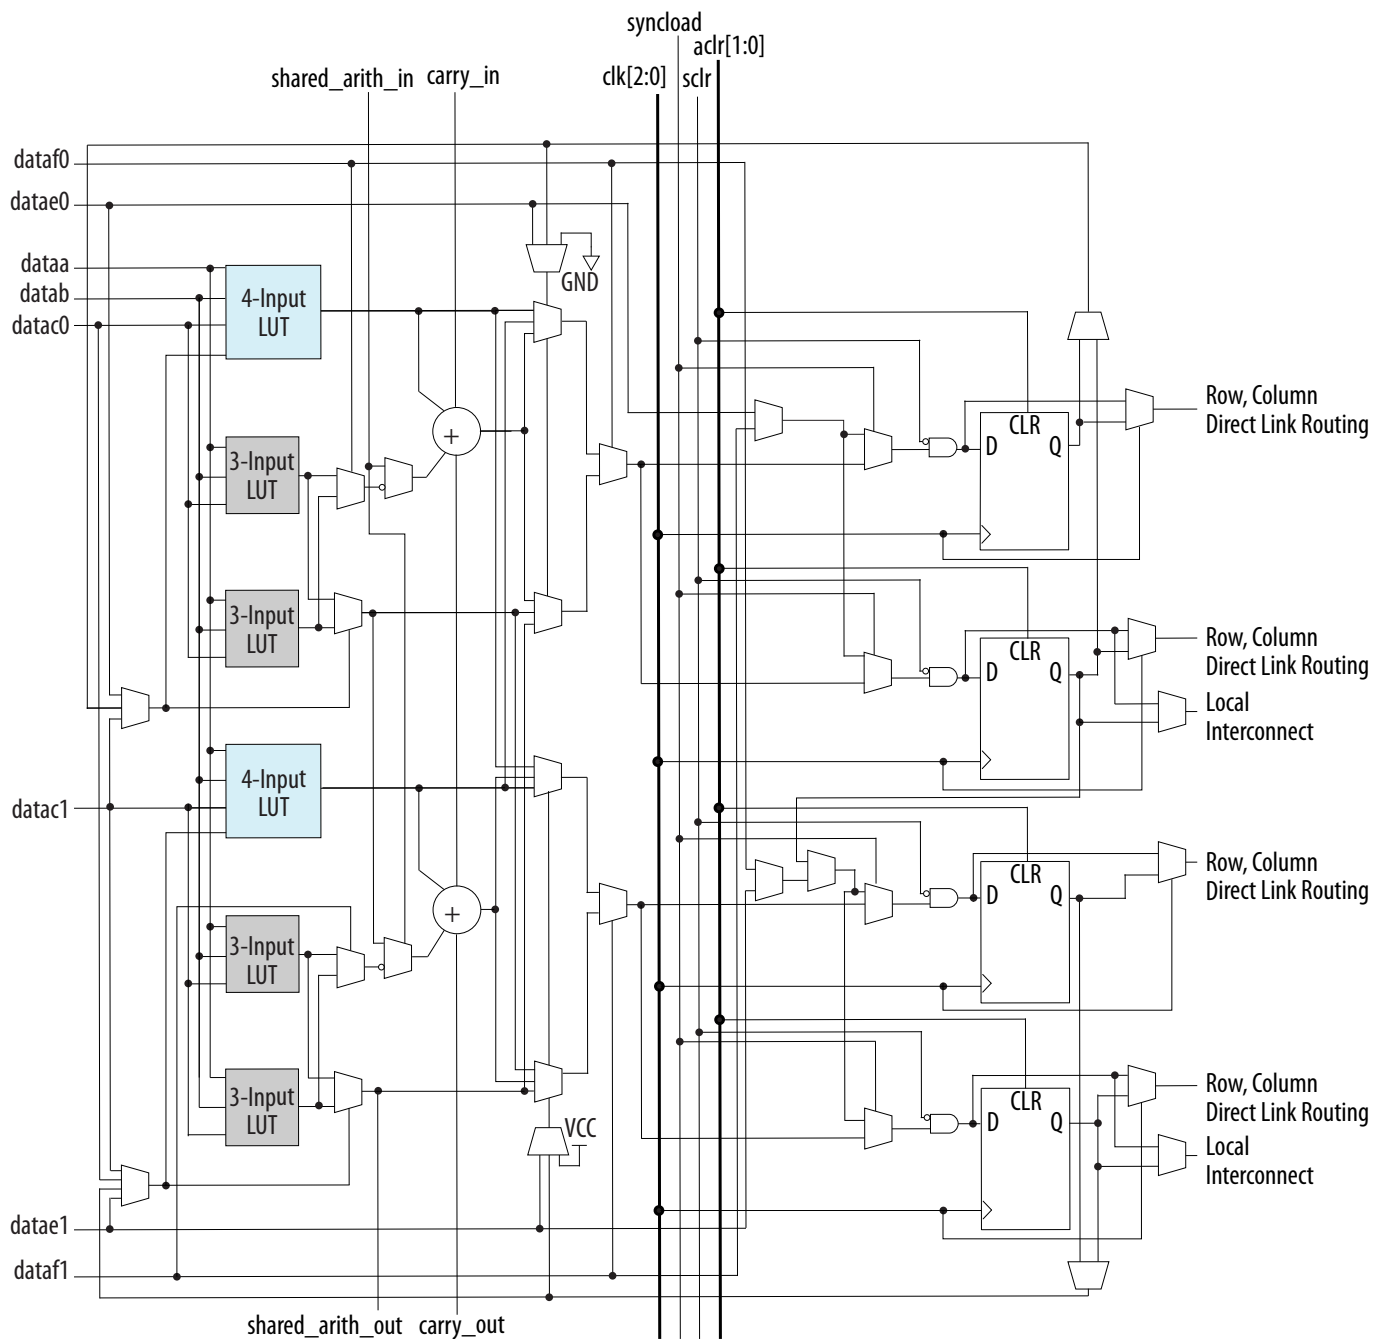 syncload
aclr[1:0]
shared_arith_in
carry_in
clk[2:0]
sclr
dataf0
datae0
dataa
datab
datac0
4-Input
LUT
GND
3-Input
LUT
+
CLR
D
Q
Row, Column
Direct Link Routing
3-Input
LUT
CLR
D
Q
Row, Column
Direct Link Routing
Local
Interconnect
4-Input
LUT
datac1
CLR
D
Q
Row, Column
Direct Link Routing
+
3-Input
LUT
3-Input
LUT
VCC
CLR
D
Q
Row, Column
Direct Link Routing
Local
Interconnect
datae1
dataf1
shared_arith_out
carry_out